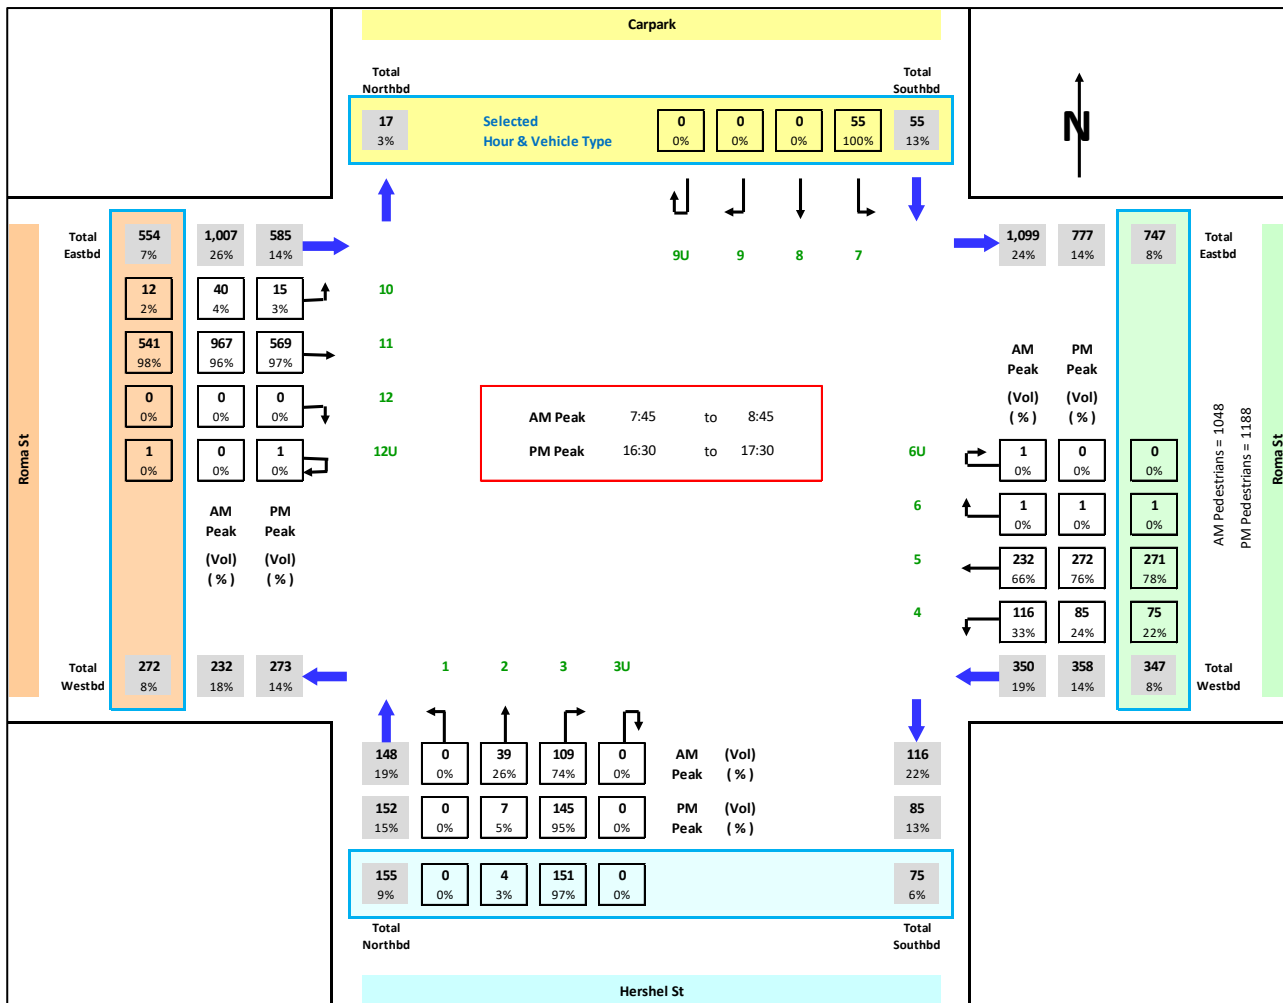 Carpark
Total
Northbd
Total
Southbd
N
17
3%
Selected
Hour & Vehicle Type
0
0%
0
0%
0
0%
55
100%
55
13%
Roma St
Total
Eastbd
554
7%
1,007
26%
585
14%
9U
9
8
7
1,099
24%
777
14%
747
8%
Total
Eastbd
12
2%
40
4%
15
3%
10
541
98%
967
96%
569
97%
11
0
0%
0
0%
0
0%
12
1
0%
0
0%
1
0%
12U
AM
Peak
(Vol)
( % )
PM
Peak
(Vol)
( % )
AM Peak 7:45 to 8:45
PM Peak 16:30 to 17:30
AM
Peak
(Vol)
( % )
PM
Peak
(Vol)
( % )
6U
1
0%
0
0%
0
0%
6
1
0%
1
0%
1
0%
5
232
66%
272
76%
271
78%
4
116
33%
85
24%
75
22%
AM Pedestrians = 1048
PM Pedestrians = 1188
Roma St
Total
Westbd
272
8%
232
18%
273
14%
1
2
3
3U
350
19%
358
14%
347
8%
Total
Westbd
148
19%
0
0%
39
26%
109
74%
0
0%
AM
Peak
(Vol)
( % )
116
22%
152
15%
0
0%
7
5%
145
95%
0
0%
PM
Peak
(Vol)
( % )
85
13%
155
9%
0
0%
4
3%
151
97%
0
0%
75
6%
Total
Northbd
Total
Southbd
Hershel St